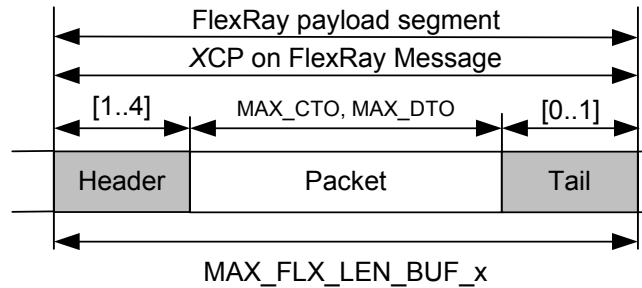 FlexRay payload segment
XCP on FlexRay Message
[1..4] MAX_CTO, MAX_DTO [0..1]
Header Packet Tail
MAX_FLX_LEN_BUF_x